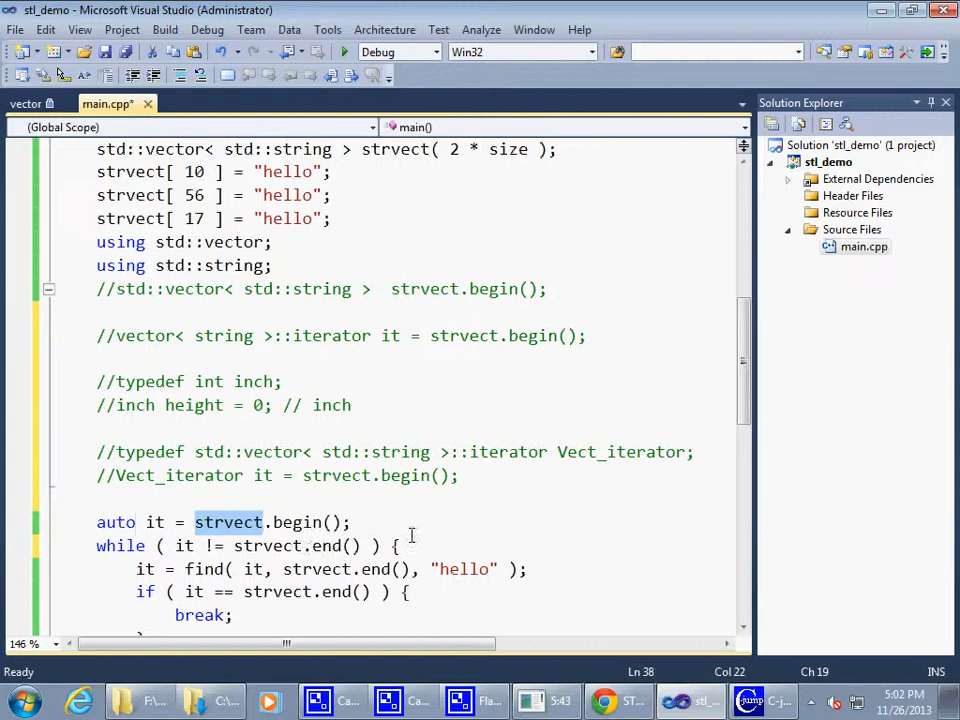 stl_demo - Microsoft Visual Studio (Administrator)
File Edit View Project Build Debug Team Data Tools Architecture Test Analyze Window Help
Debug Win32
vector main.cpp* Solution Explorer
(Global Scope) main()
Solution 'stl_demo' (1 project)
stl_demo
External Dependencies
Header Files
Resource Files
Source Files
main.cpp
std::vector< std::string > strvect( 2 * size );
strvect[ 10 ] = "hello";
strvect[ 56 ] = "hello";
strvect[ 17 ] = "hello";
using std::vector;
using std::string;
//std::vector< std::string >  strvect.begin();
//vector< string >::iterator it = strvect.begin();
//typedef int inch;
//inch height = 0; // inch
//typedef std::vector< std::string >::iterator Vect_iterator;
//Vect_iterator it = strvect.begin();
auto it = strvect.begin();
while ( it != strvect.end() ) {
it = find( it, strvect.end(), "hello" );
if ( it == strvect.end() ) {
break;
146 %
Ready Ln 38 Col 22 Ch 19 INS
F:\... C:\... Ca... Ca... Fla... 5:43 ST... stl_... C-j...
5:02 PM
11/26/2013